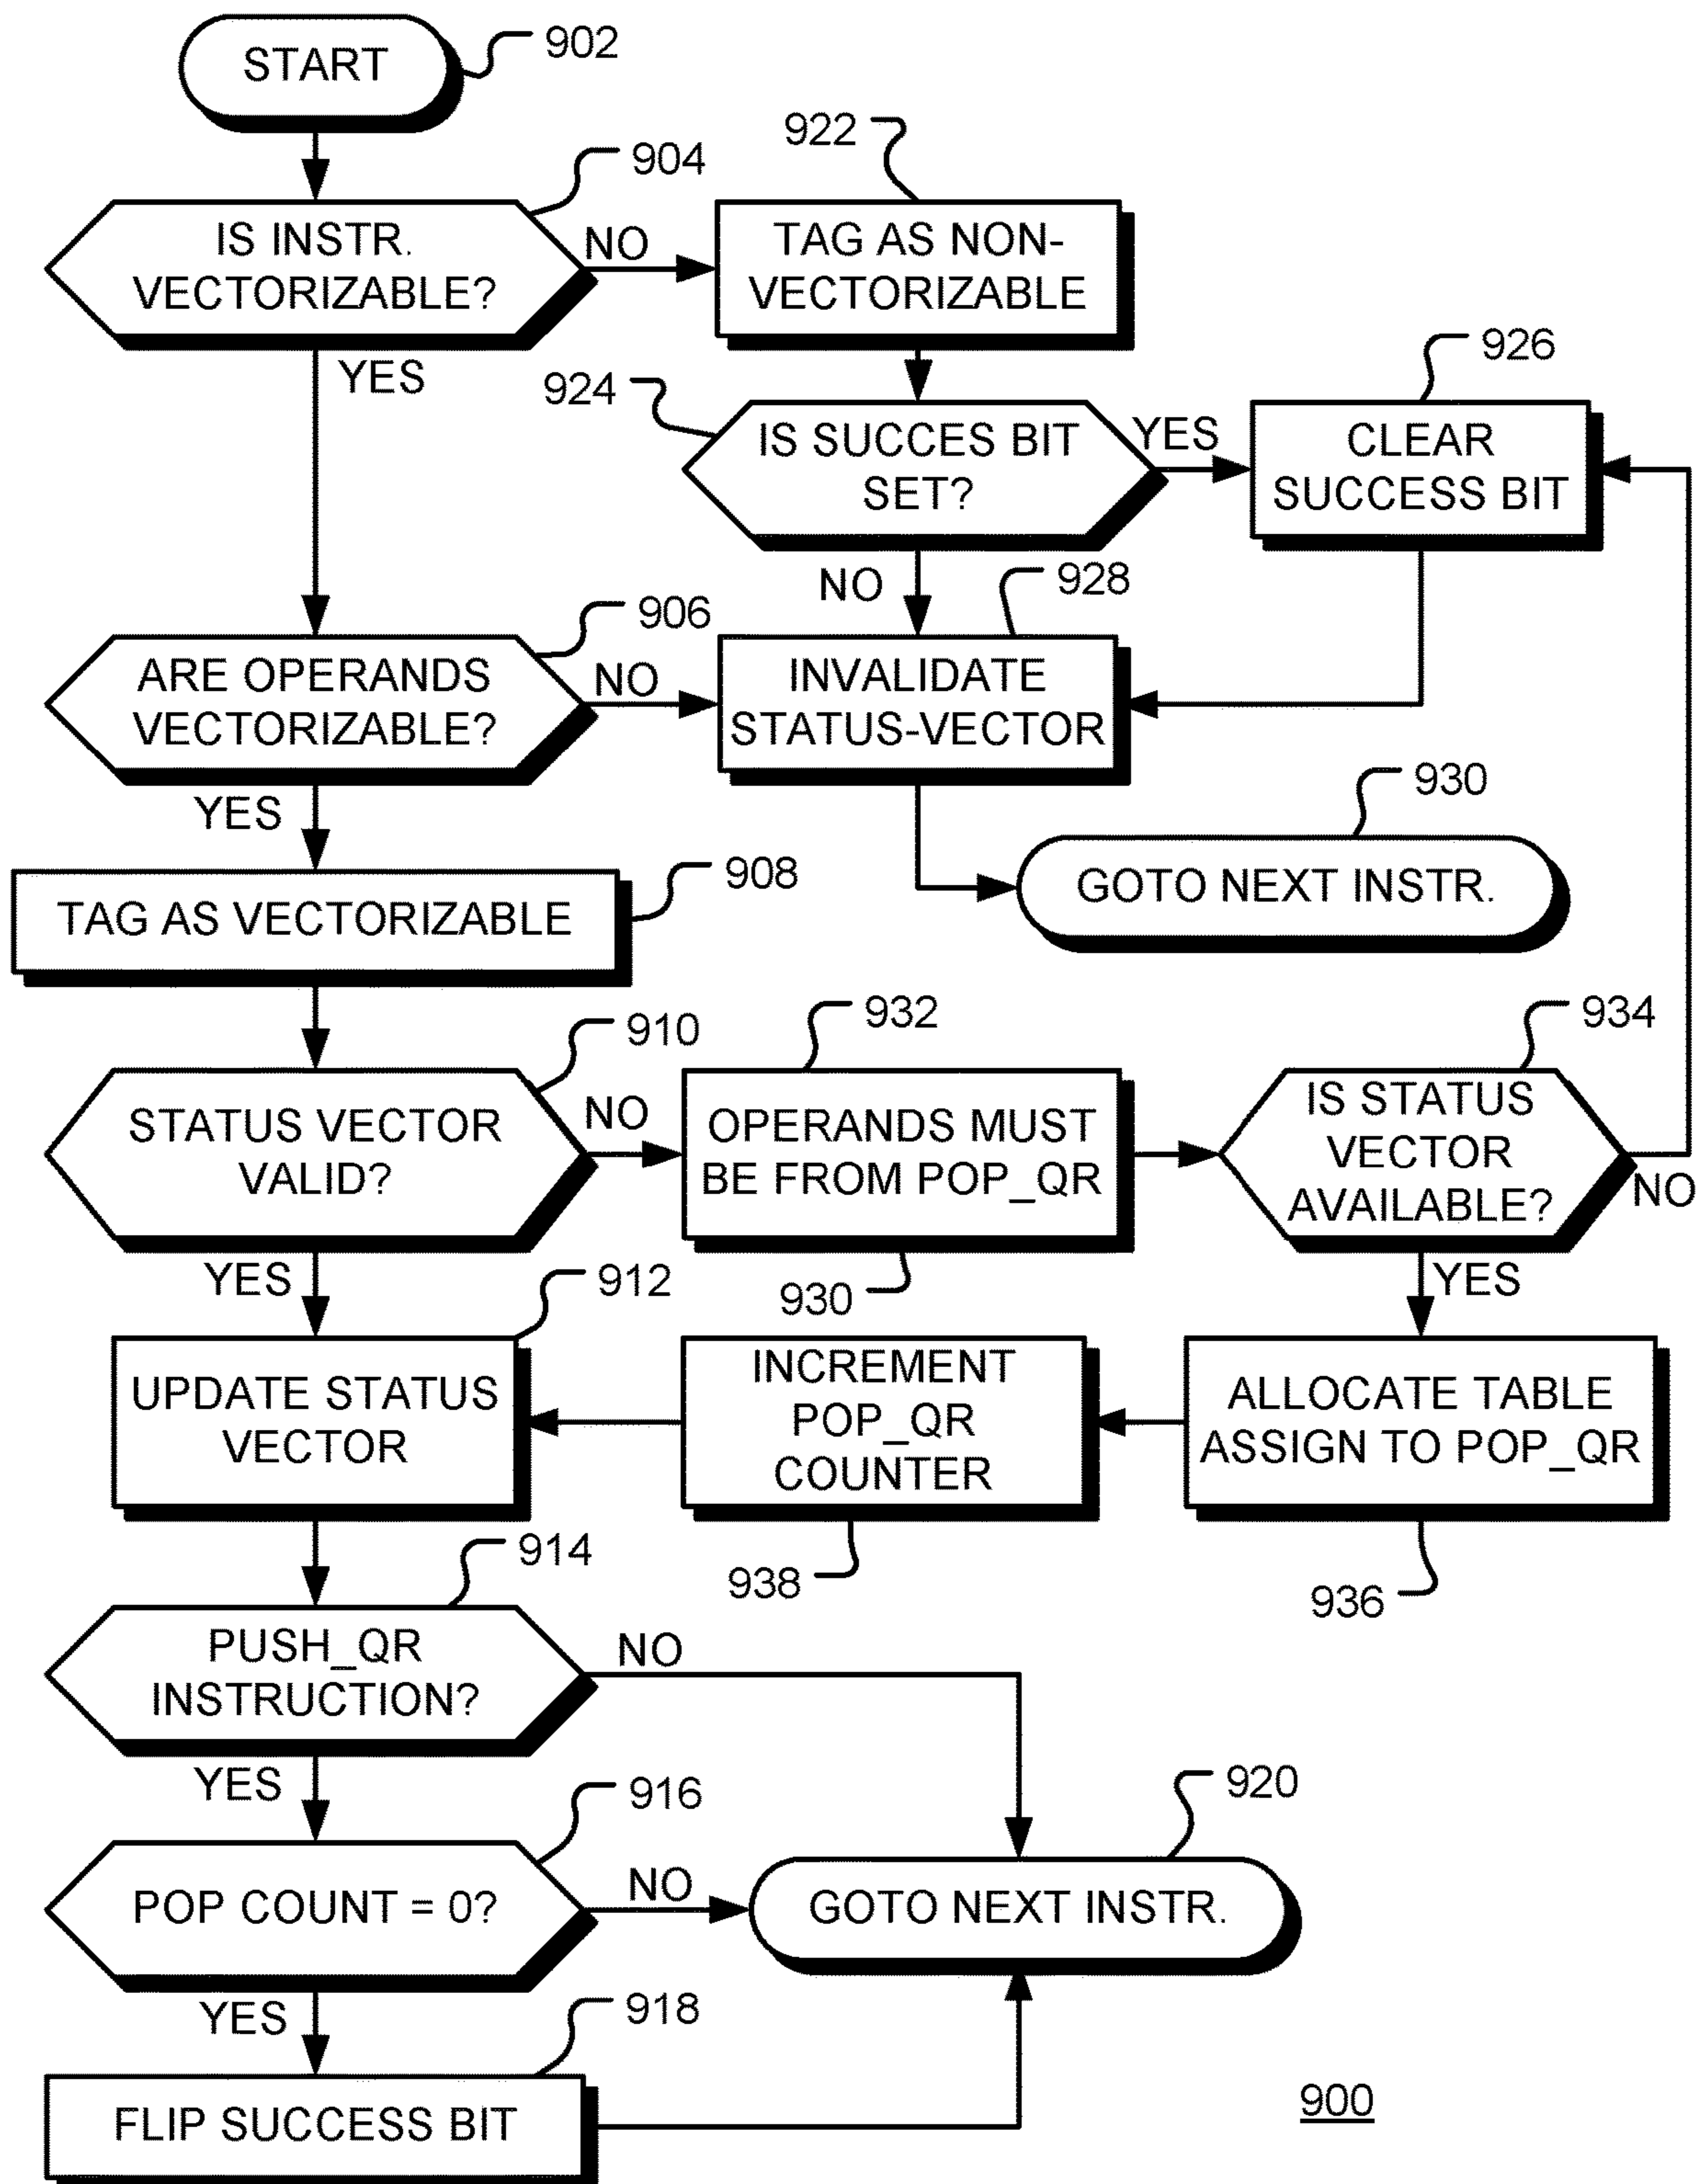 START
902
904
922
IS INSTR.
VECTORIZABLE?
NO
TAG AS NON-
VECTORIZABLE
YES
924
926
IS SUCCES BIT
SET?
YES
CLEAR
SUCCESS BIT
NO
928
906
ARE OPERANDS
VECTORIZABLE?
NO
INVALIDATE
STATUS-VECTOR
YES
930
GOTO NEXT INSTR.
908
TAG AS VECTORIZABLE
910
932
934
STATUS VECTOR
VALID?
NO
OPERANDS MUST
BE FROM POP_QR
IS STATUS
VECTOR
AVAILABLE?
NO
YES
912
930
YES
UPDATE STATUS
VECTOR
INCREMENT
POP_QR
COUNTER
ALLOCATE TABLE
ASSIGN TO POP_QR
914
938
936
PUSH_QR
INSTRUCTION?
NO
YES
916
920
POP COUNT = 0?
NO
GOTO NEXT INSTR.
YES
918
FLIP SUCCESS BIT
900